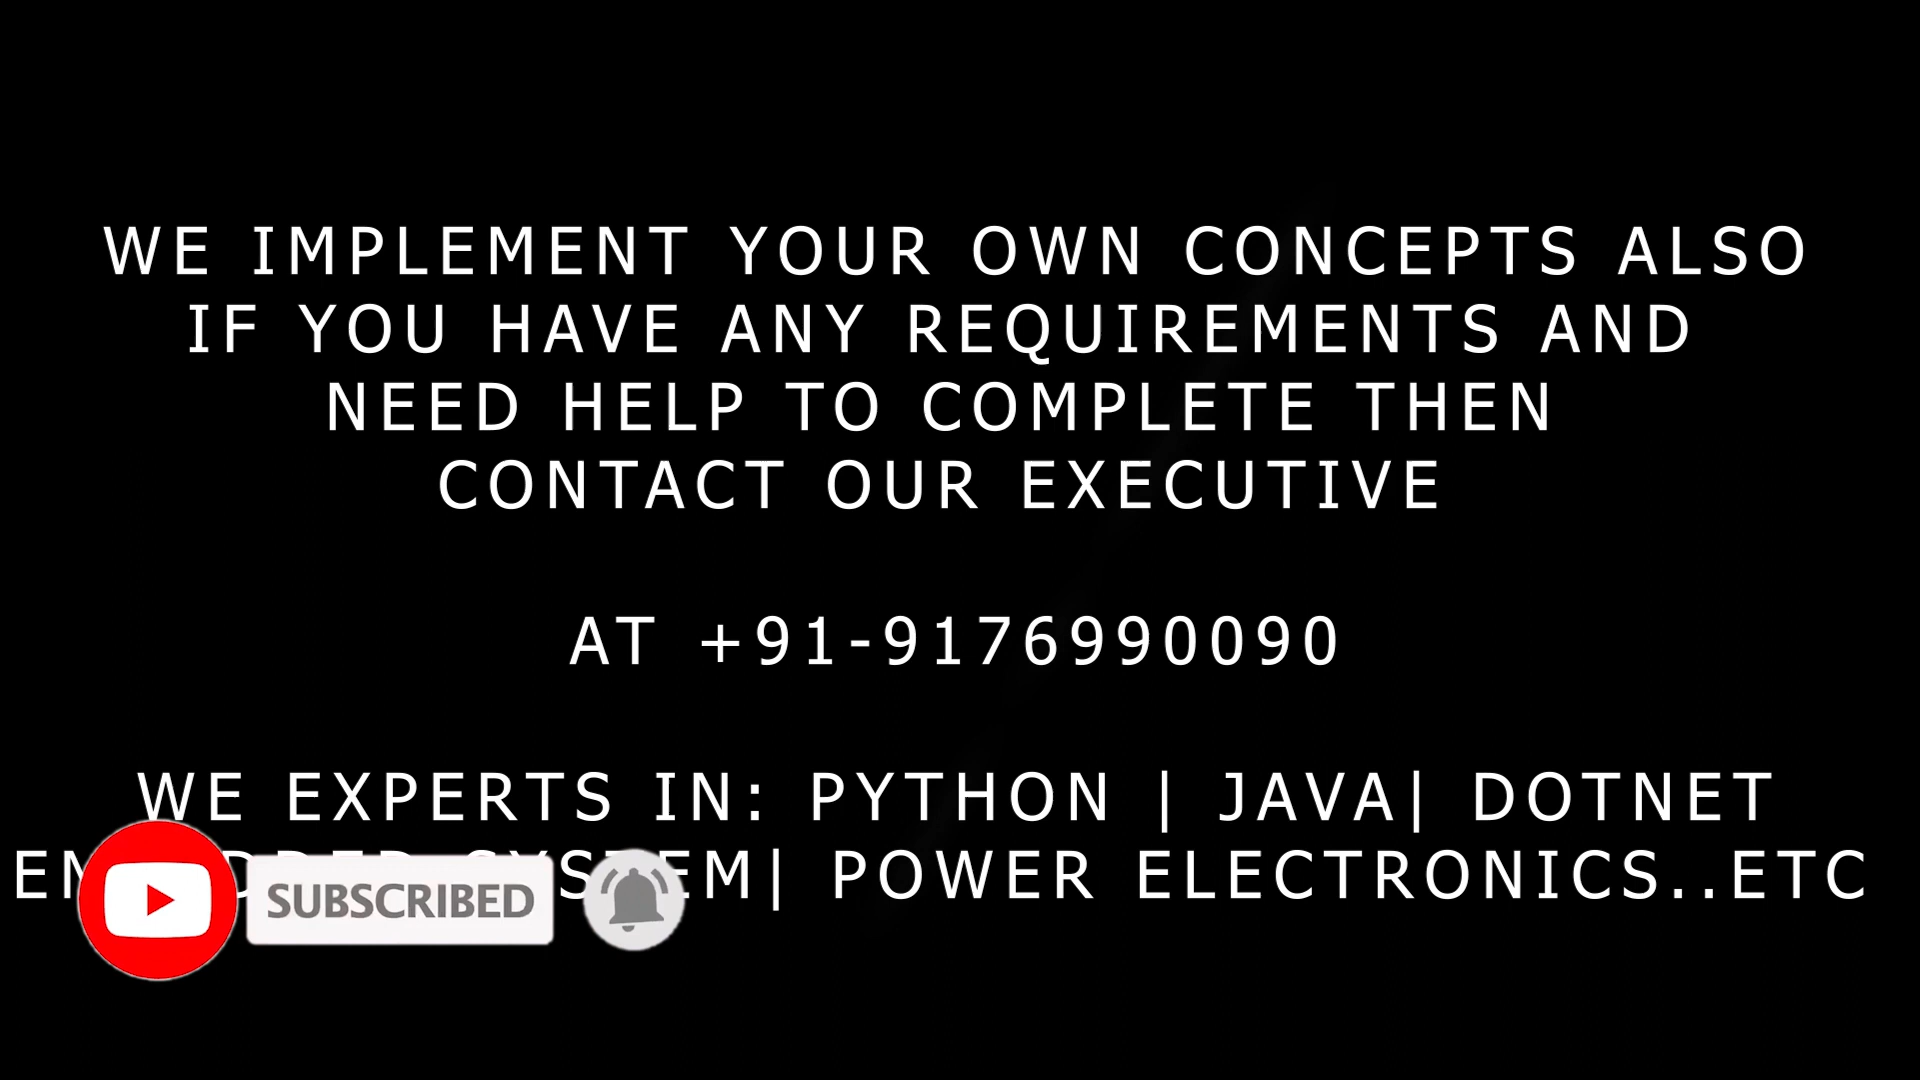 WE IMPLEMENT YOUR OWN CONCEPTS ALSO
IF YOU HAVE ANY REQUIREMENTS AND
NEED HELP TO COMPLETE THEN
CONTACT OUR EXECUTIVE
AT +91-9176990090
WE EXPERTS IN: PYTHON | JAVA| DOTNET
| POWER ELECTRONICS..ETC
SUBSCRIBED